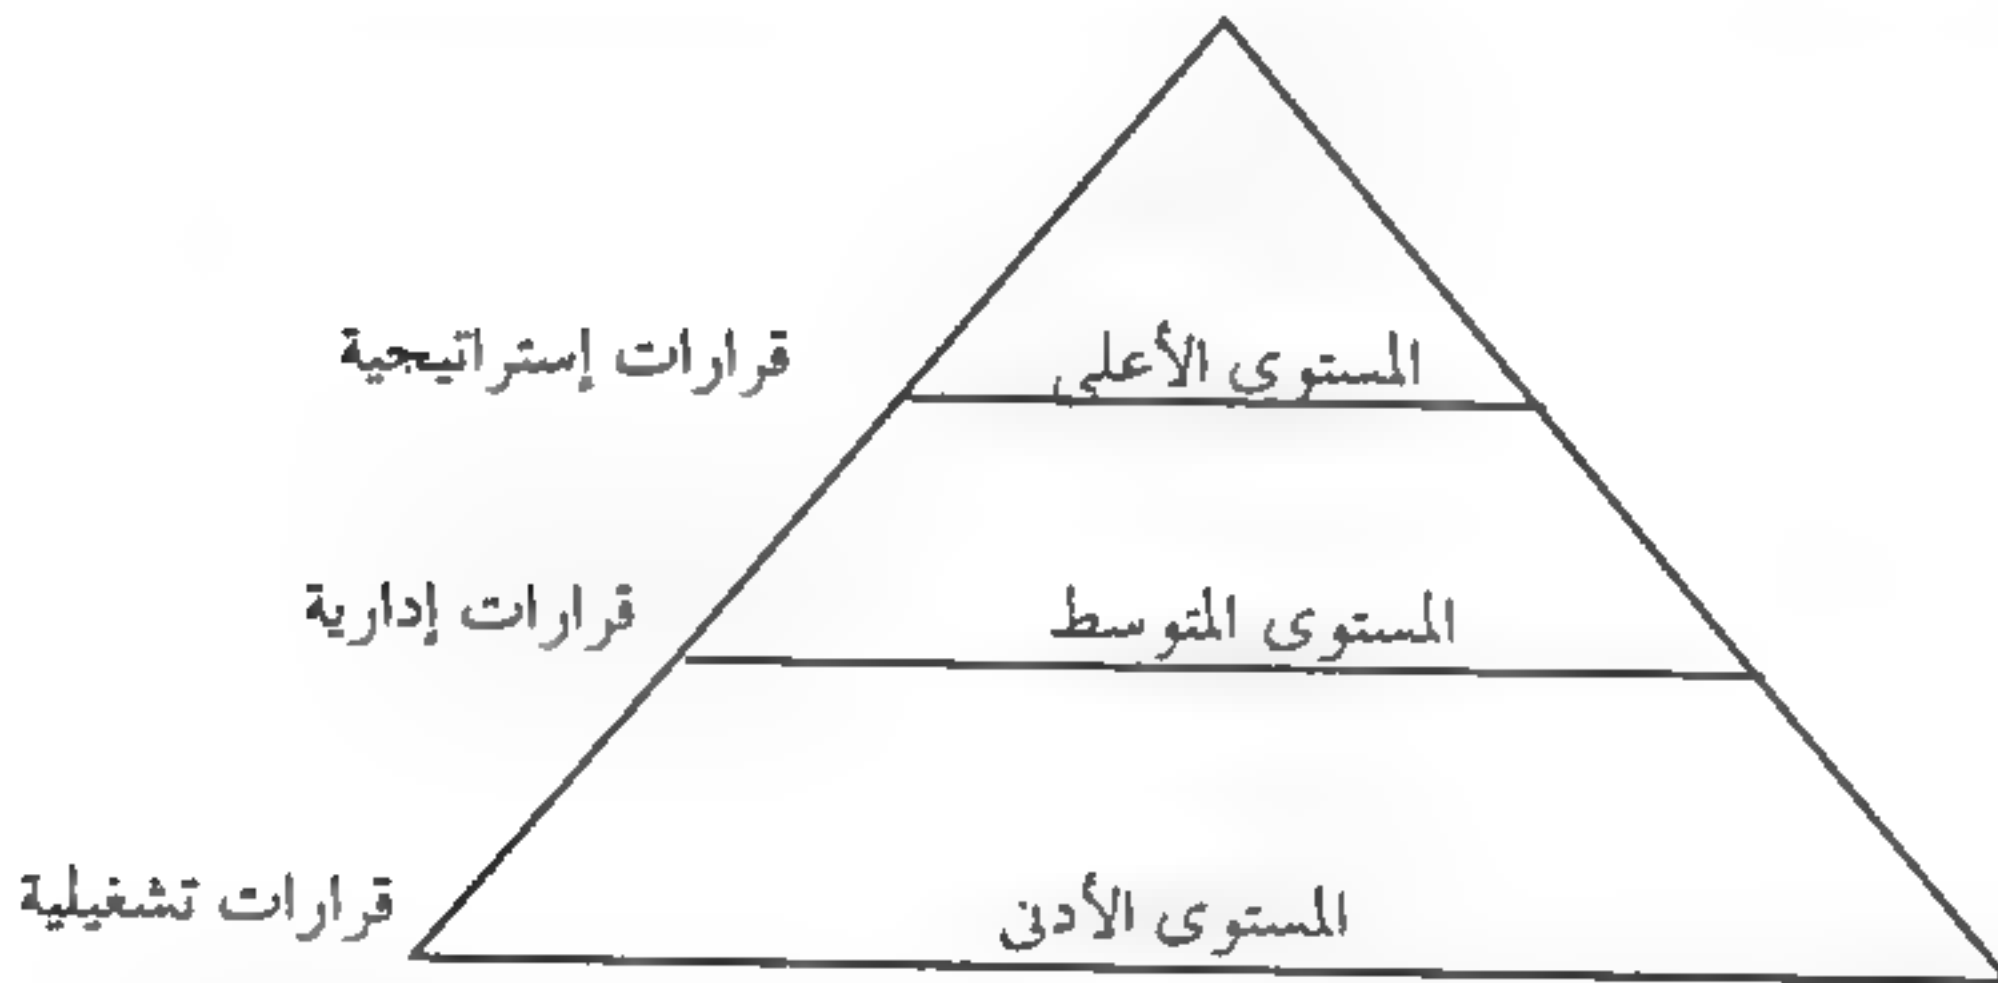 المستوى الأعلى
قرارات إستراتيجية
المستوى المتوسط
قرارات إدارية
المستوى الأدنى
قرارات تشغيلية